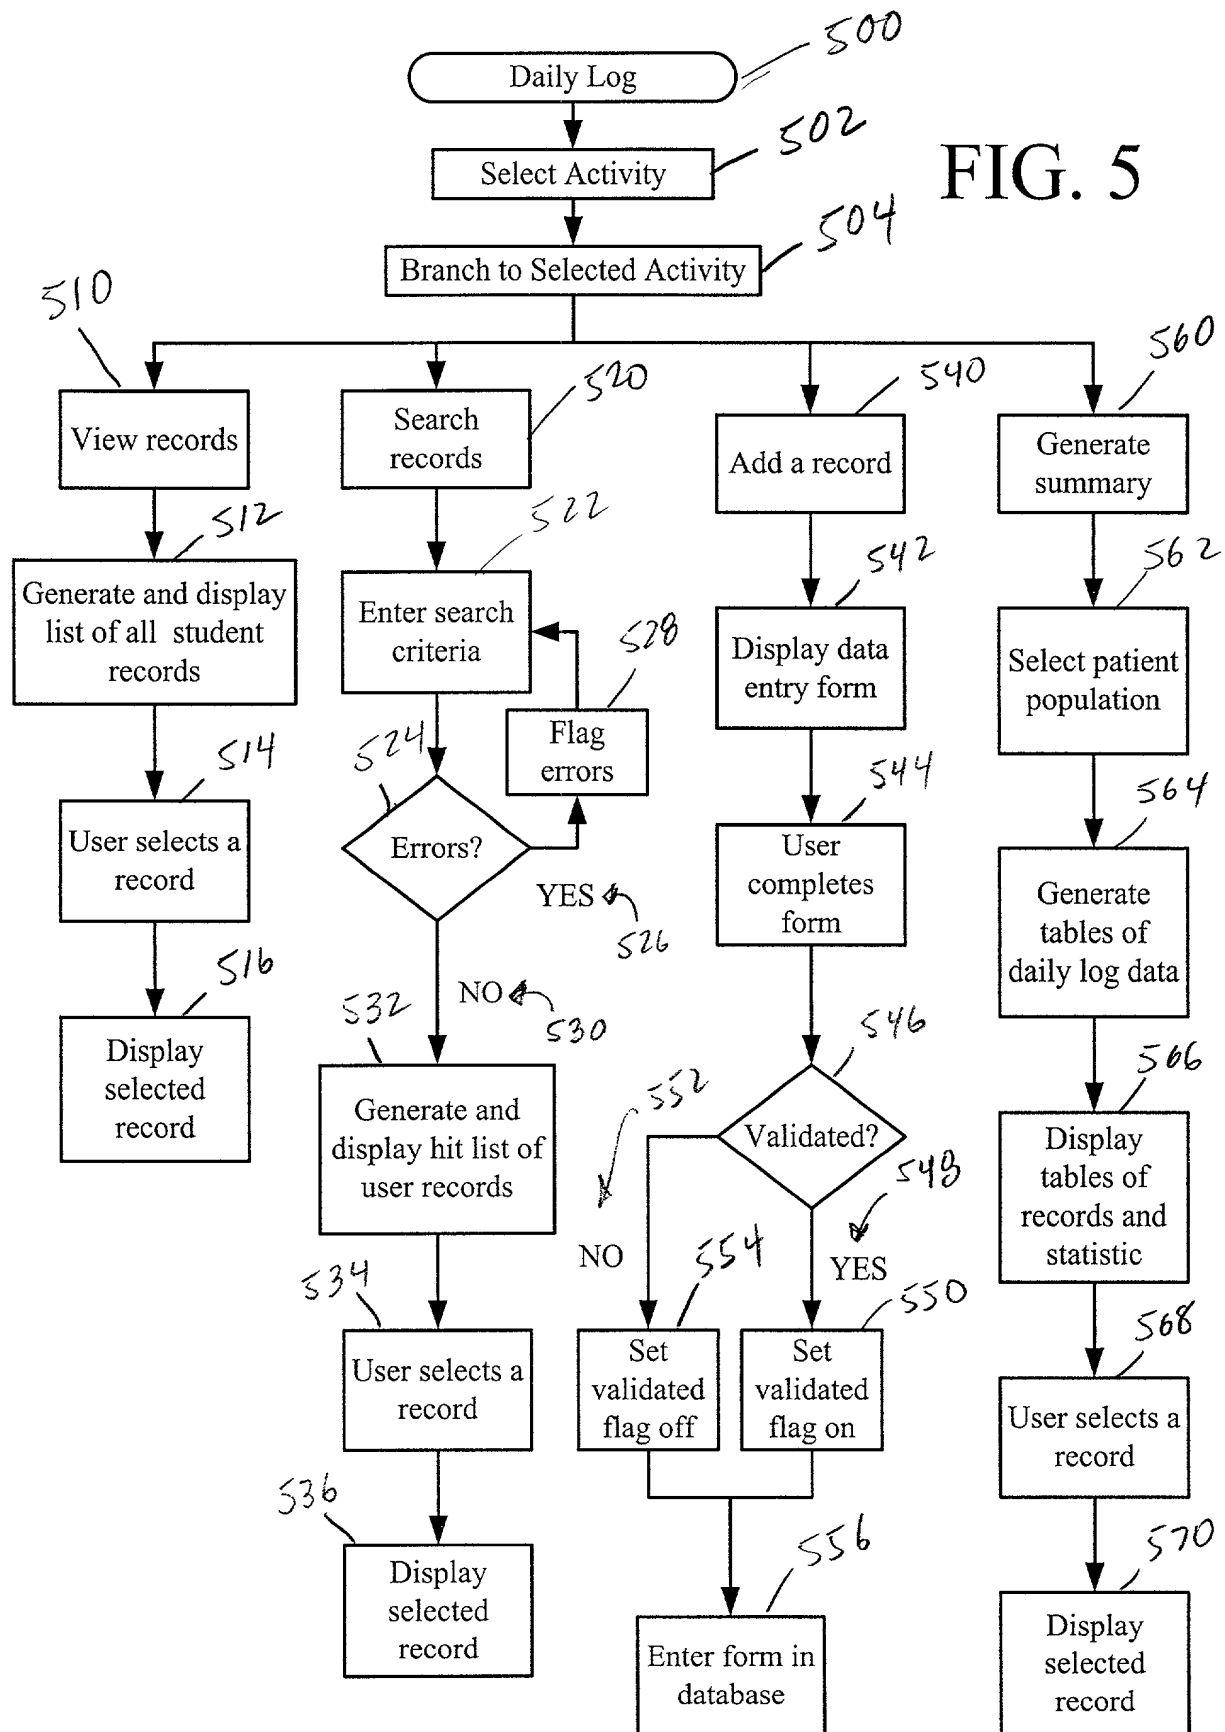 500
Daily Log
502
Select Activity
FIG. 5
504
Branch to Selected Activity
510
View records
512
Generate and display
list of all student
records
514
User selects a
record
516
Display
selected
record
520
Search
records
522
Enter search
criteria
528
Flag
errors
524
Errors?
YES
526
NO
530
532
Generate and
display hit list of
user records
534
User selects a
record
536
Display
selected
record
540
Add a record
542
Display data
entry form
544
User
completes
form
546
Validated?
552
NO
548
YES
554
Set
validated
flag off
550
Set
validated
flag on
556
Enter form in
database
560
Generate
summary
562
Select patient
population
564
Generate
tables of
daily log data
566
Display
tables of
records and
statistic
568
User selects a
record
570
Display
selected
record